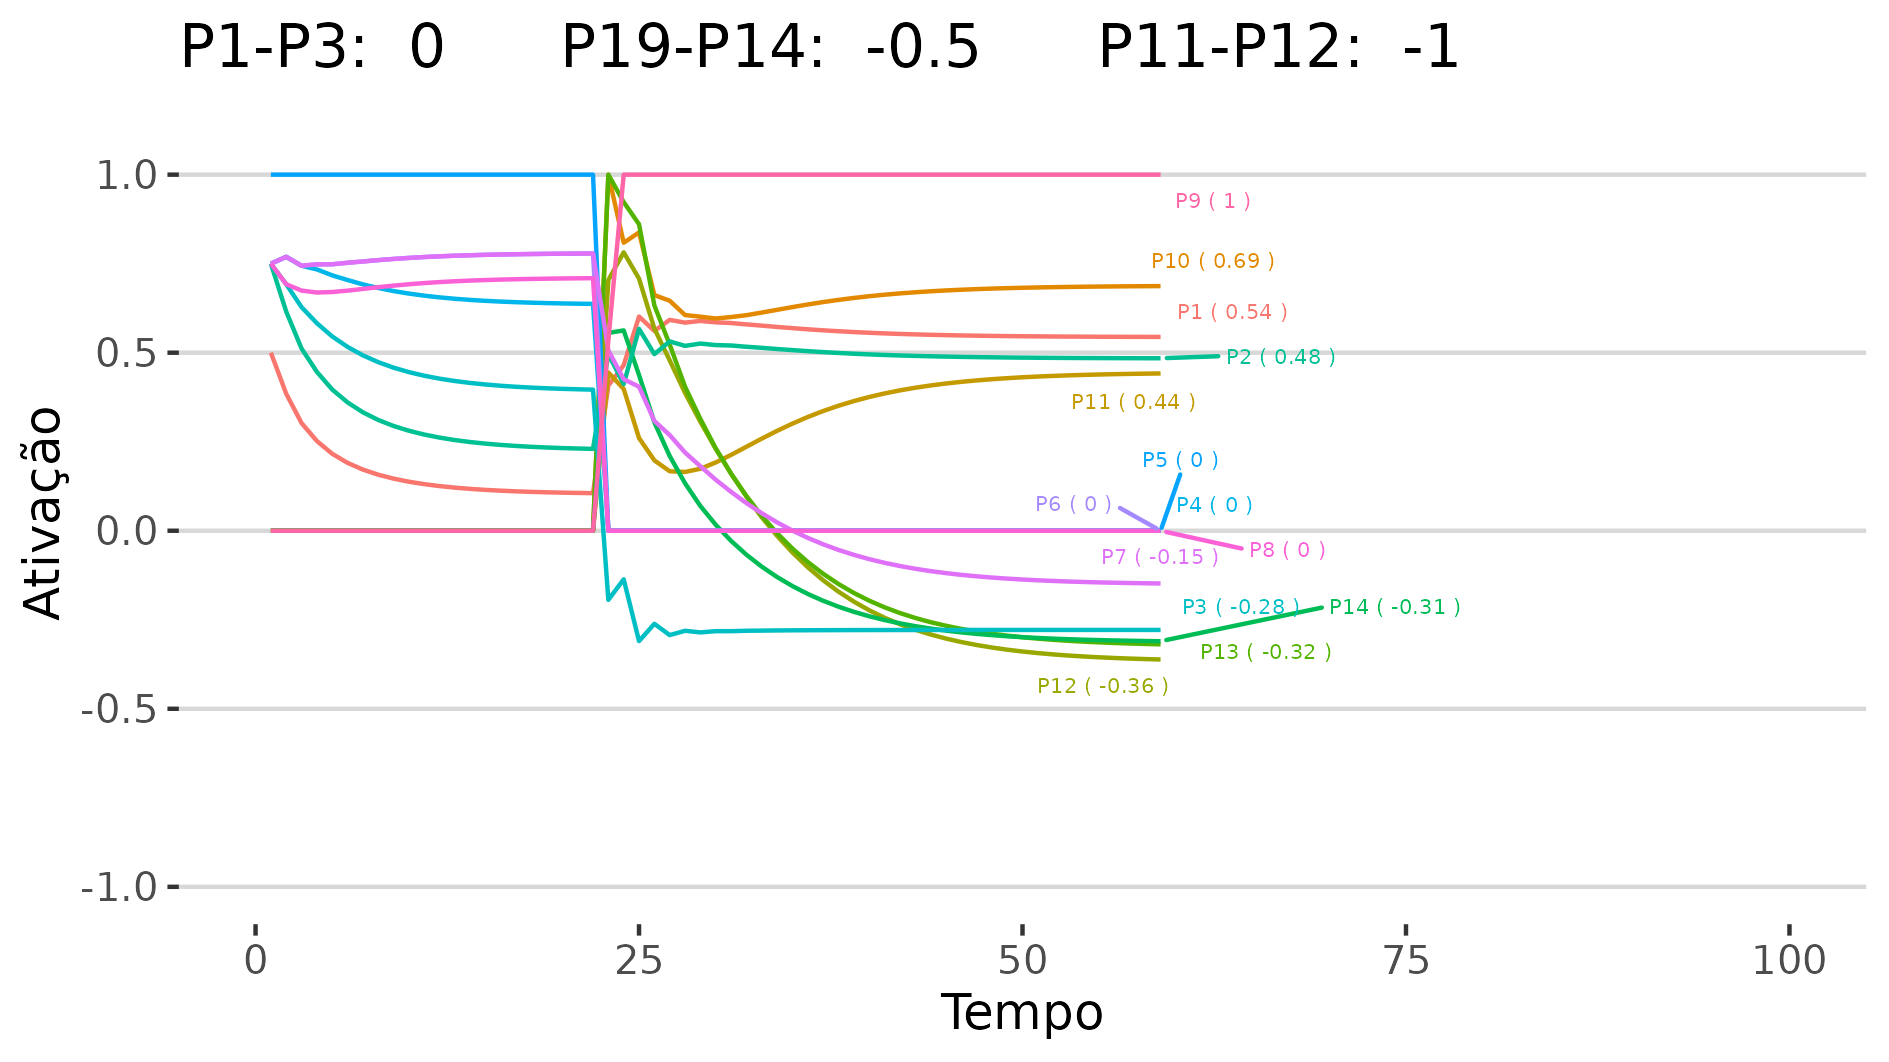 P1-P3:  0 P19-P14:  -0.5 P11-P12:  -1
1.0
P9 ( 1 )
P10 ( 0.69 )
P1 ( 0.54 )
0.5
P2 ( 0.48 )
P11 ( 0.44 )
P5 ( 0 )
P6 ( 0 )
P4 ( 0 )
0.0
P8 ( 0 )
P7 ( -0.15 )
P3 ( -0.28 )
P14 ( -0.31 )
P13 ( -0.32 )
P12 ( -0.36 )
-0.5
-1.0
Ativação
0 25 50 75 100
Tempo